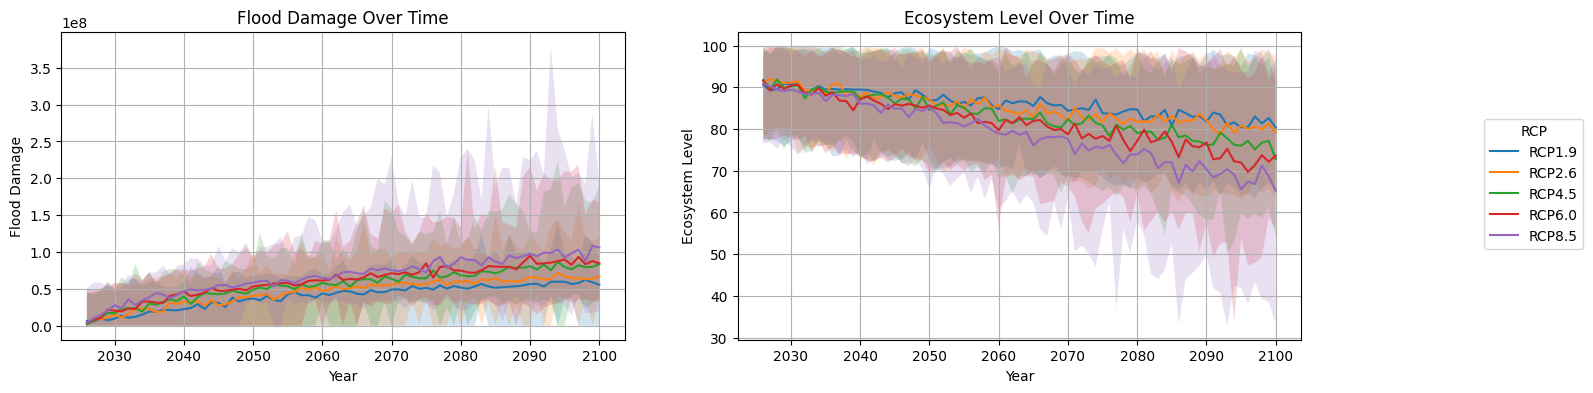 Flood Damage Over Time
1e8
3.5
3.0
2.5
2.0
1.5
1.0
0.5
0.0
Flood Damage
2030 2040 2050 2060 2070 2080 2090 2100
Year
Ecosystem Level Over Time
100
90
80
70
60
50
40
30
Ecosystem Level
2030 2040 2050 2060 2070 2080 2090 2100
Year
RCP
RCP1.9
RCP2.6
RCP4.5
RCP6.0
RCP8.5